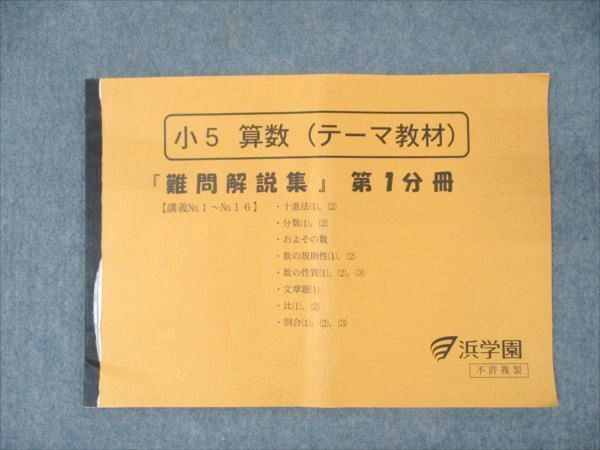 小5 算数(テーマ教材)
『難問解説集』 第1分冊
【講義№1～№16】
・十進法⑴、⑵
・分数⑴、⑵
・およその数
・数の規則性⑴、⑵
・数の性質⑴、⑵、⑶
・文章題⑴
・比⑴、⑵
・割合⑴、⑵、⑶
浜学園
不許複製